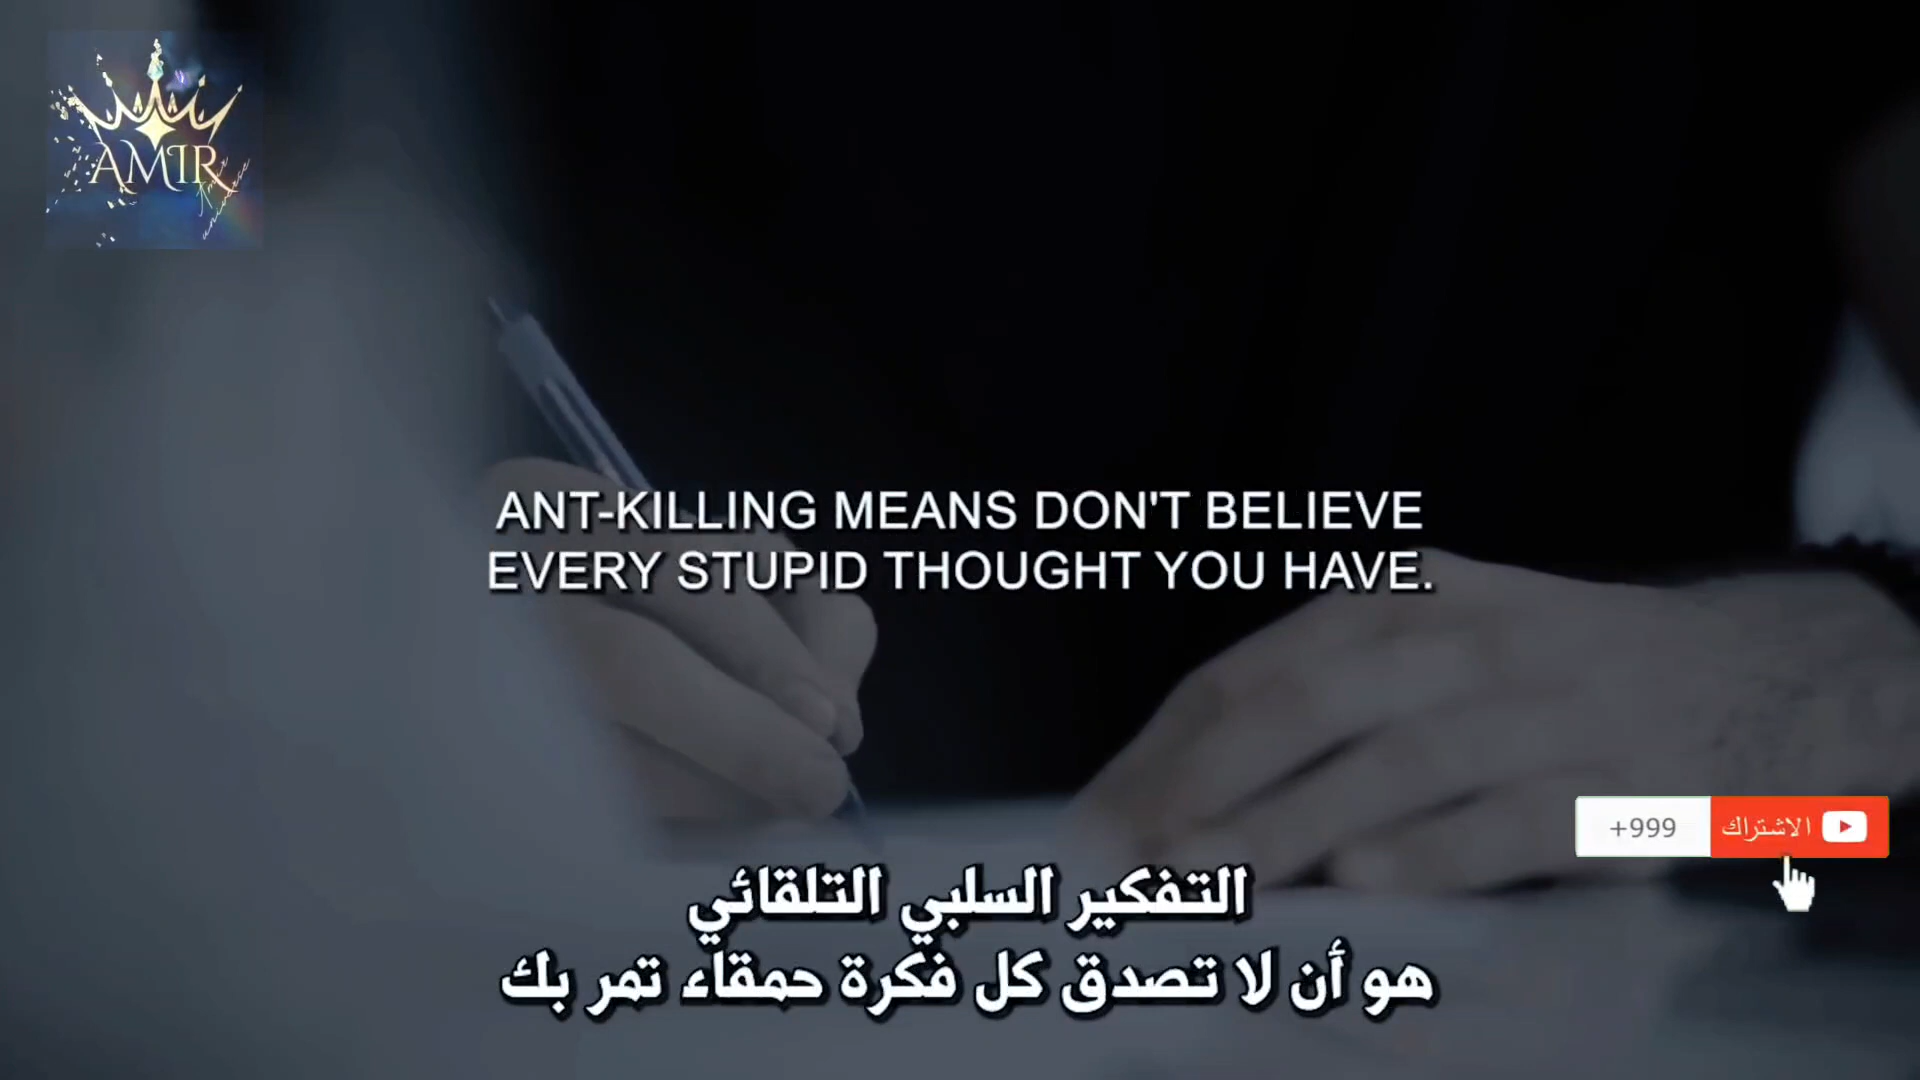 AMIR
ANT-KILLING MEANS DON'T BELIEVE
EVERY STUPID THOUGHT YOU HAVE.
+999
الاشتراك
التفكير السلبي التلقائي
هو أن لا تصدق كل فكرة حمقاء تمر بك